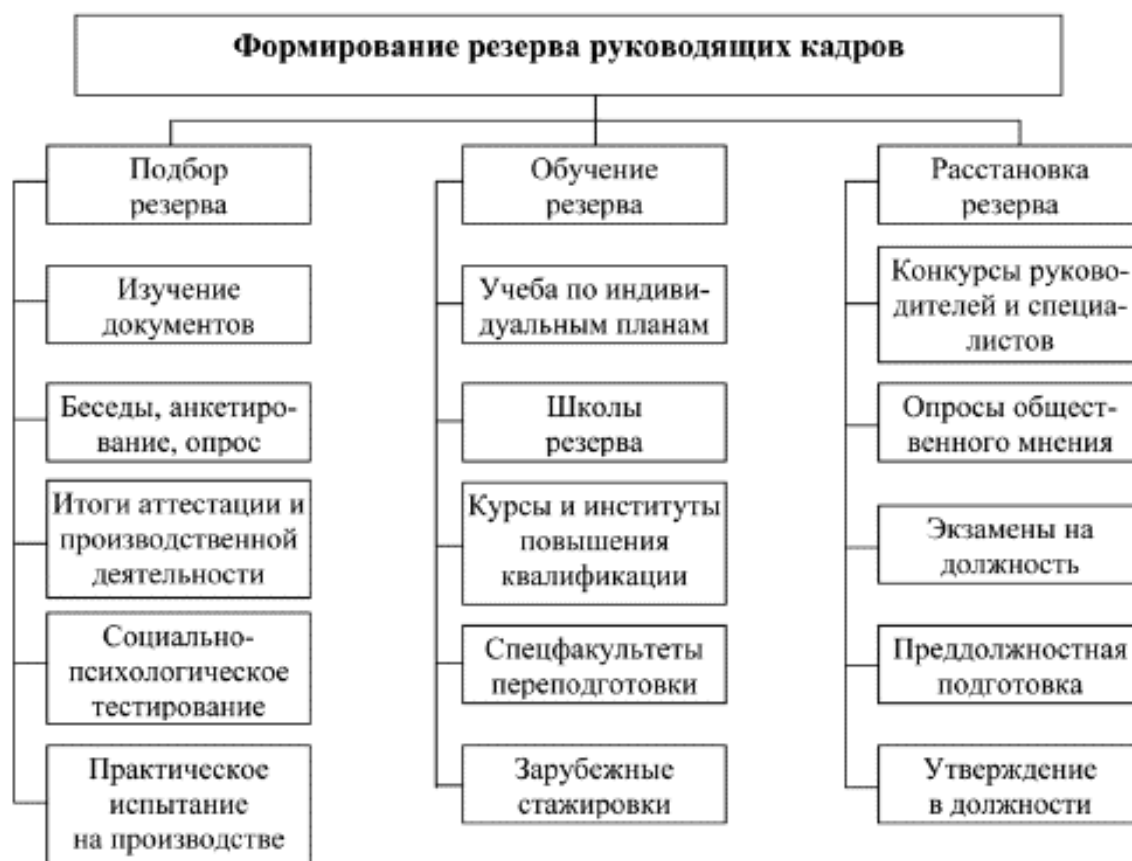 Формирование резерва руководящих кадров
Подбор
резерва
Изучение
документов
Беседы, анкетиро-
вание, опрос
Итоги аттестации и
производственной
деятельности
Социально-
психологическое
тестирование
Практическое
испытание
на производстве
Обучение
резерва
Учеба по индиви-
дуальным планам
Школы
резерва
Курсы и институты
повышения
квалификации
Спецфакультеты
переподготовки
Зарубежные
стажировки
Расстановка
резерва
Конкурсы руково-
дителей и специа-
листов
Опросы общест-
венного мнения
Экзамены на
должность
Преддолжностная
подготовка
Утверждение
в должности